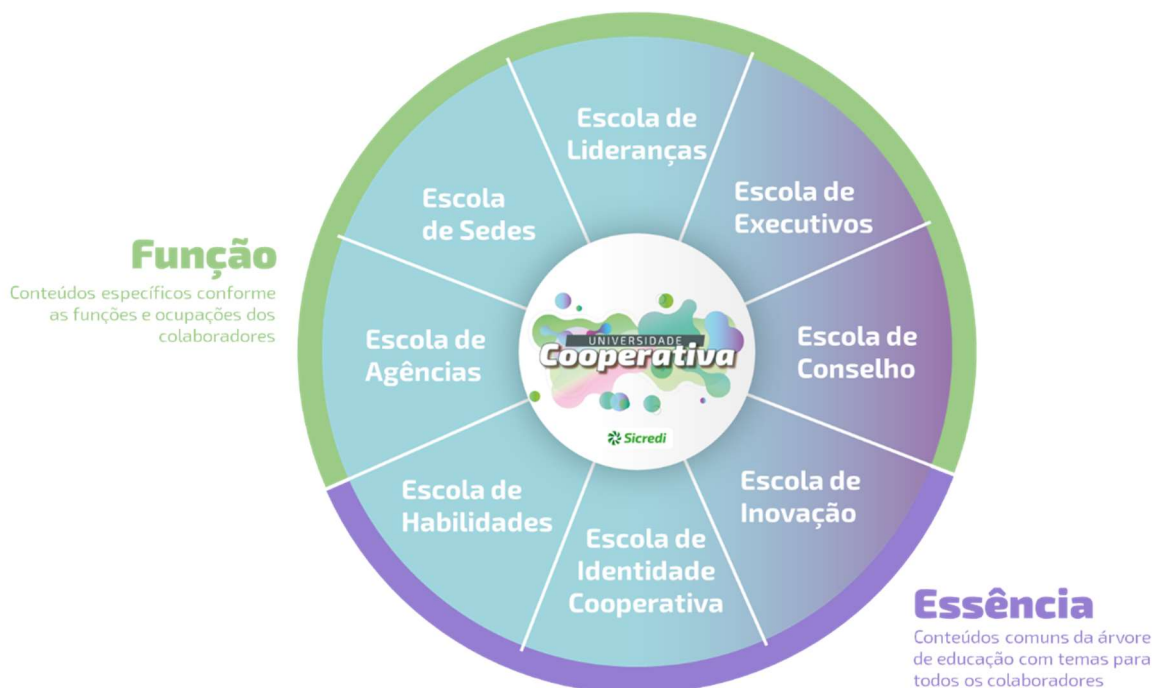 Escola de
Lideranças
Escola de
Executivos
Escola
de Sedes
Função
Conteúdos específicos conforme
as funções e ocupações dos
colaboradores
UNIVERSIDADE
Cooperativa
Sicredi
Escola de
Agências
Escola de
Conselho
Escola de
Habilidades
Escola de
Inovação
Escola de
Identidade
Cooperativa
Essência
Conteúdos comuns da árvore
de educação com temas para
todos os colaboradores